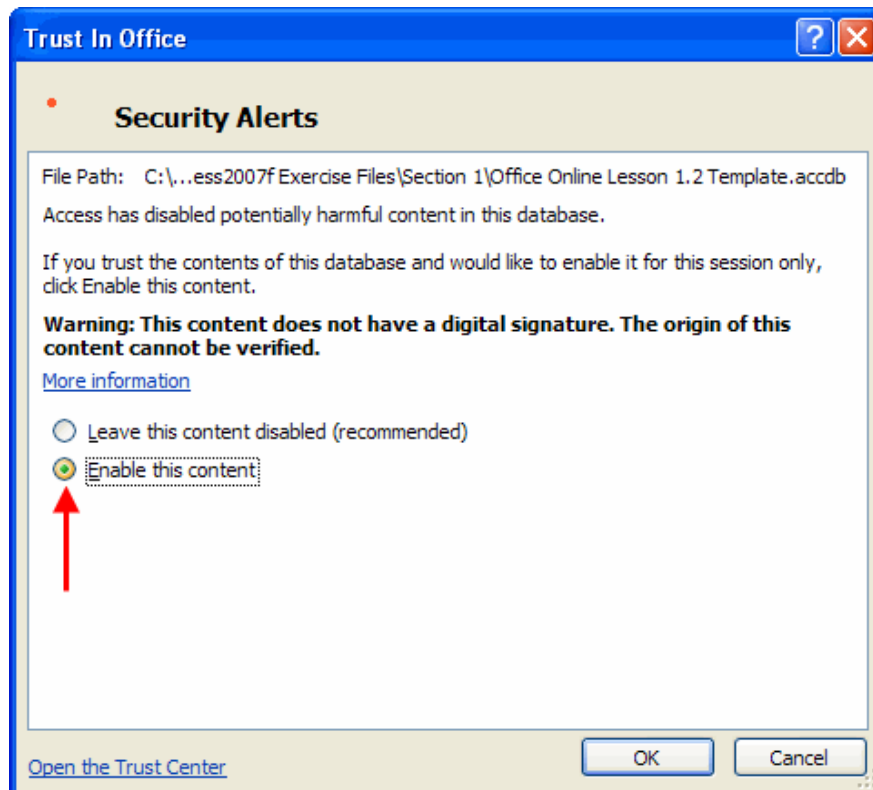 Trust In Office
Security Alerts
File Path: C:\...ess2007f Exercise Files\Section 1\Office Online Lesson 1.2 Template.accdb
Access has disabled potentially harmful content in this database.
If you trust the contents of this database and would like to enable it for this session only,
click Enable this content.
Warning: This content does not have a digital signature. The origin of this
content cannot be verified.
More information
Leave this content disabled (recommended)
Enable this content
Open the Trust Center
OK
Cancel